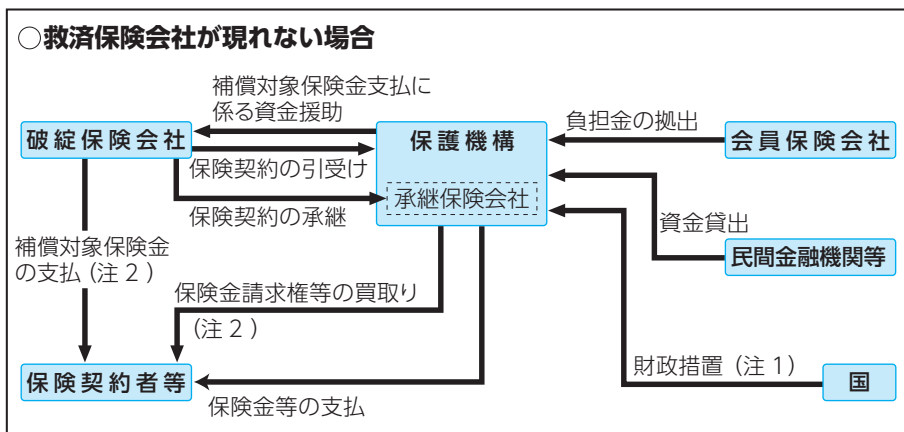 ○救済保険会社が現れない場合
補償対象保険金支払に
係る資金援助
破綻保険会社
保護機構
負担金の拠出
会員保険会社
保険契約の引受け
承継保険会社
保険契約の承継
資金貸出
民間金融機関等
補償対象保険金
の支払(注2)
保険金請求権等の買取り
(注2)
財政措置(注1)
保険契約者等
国
保険金等の支払